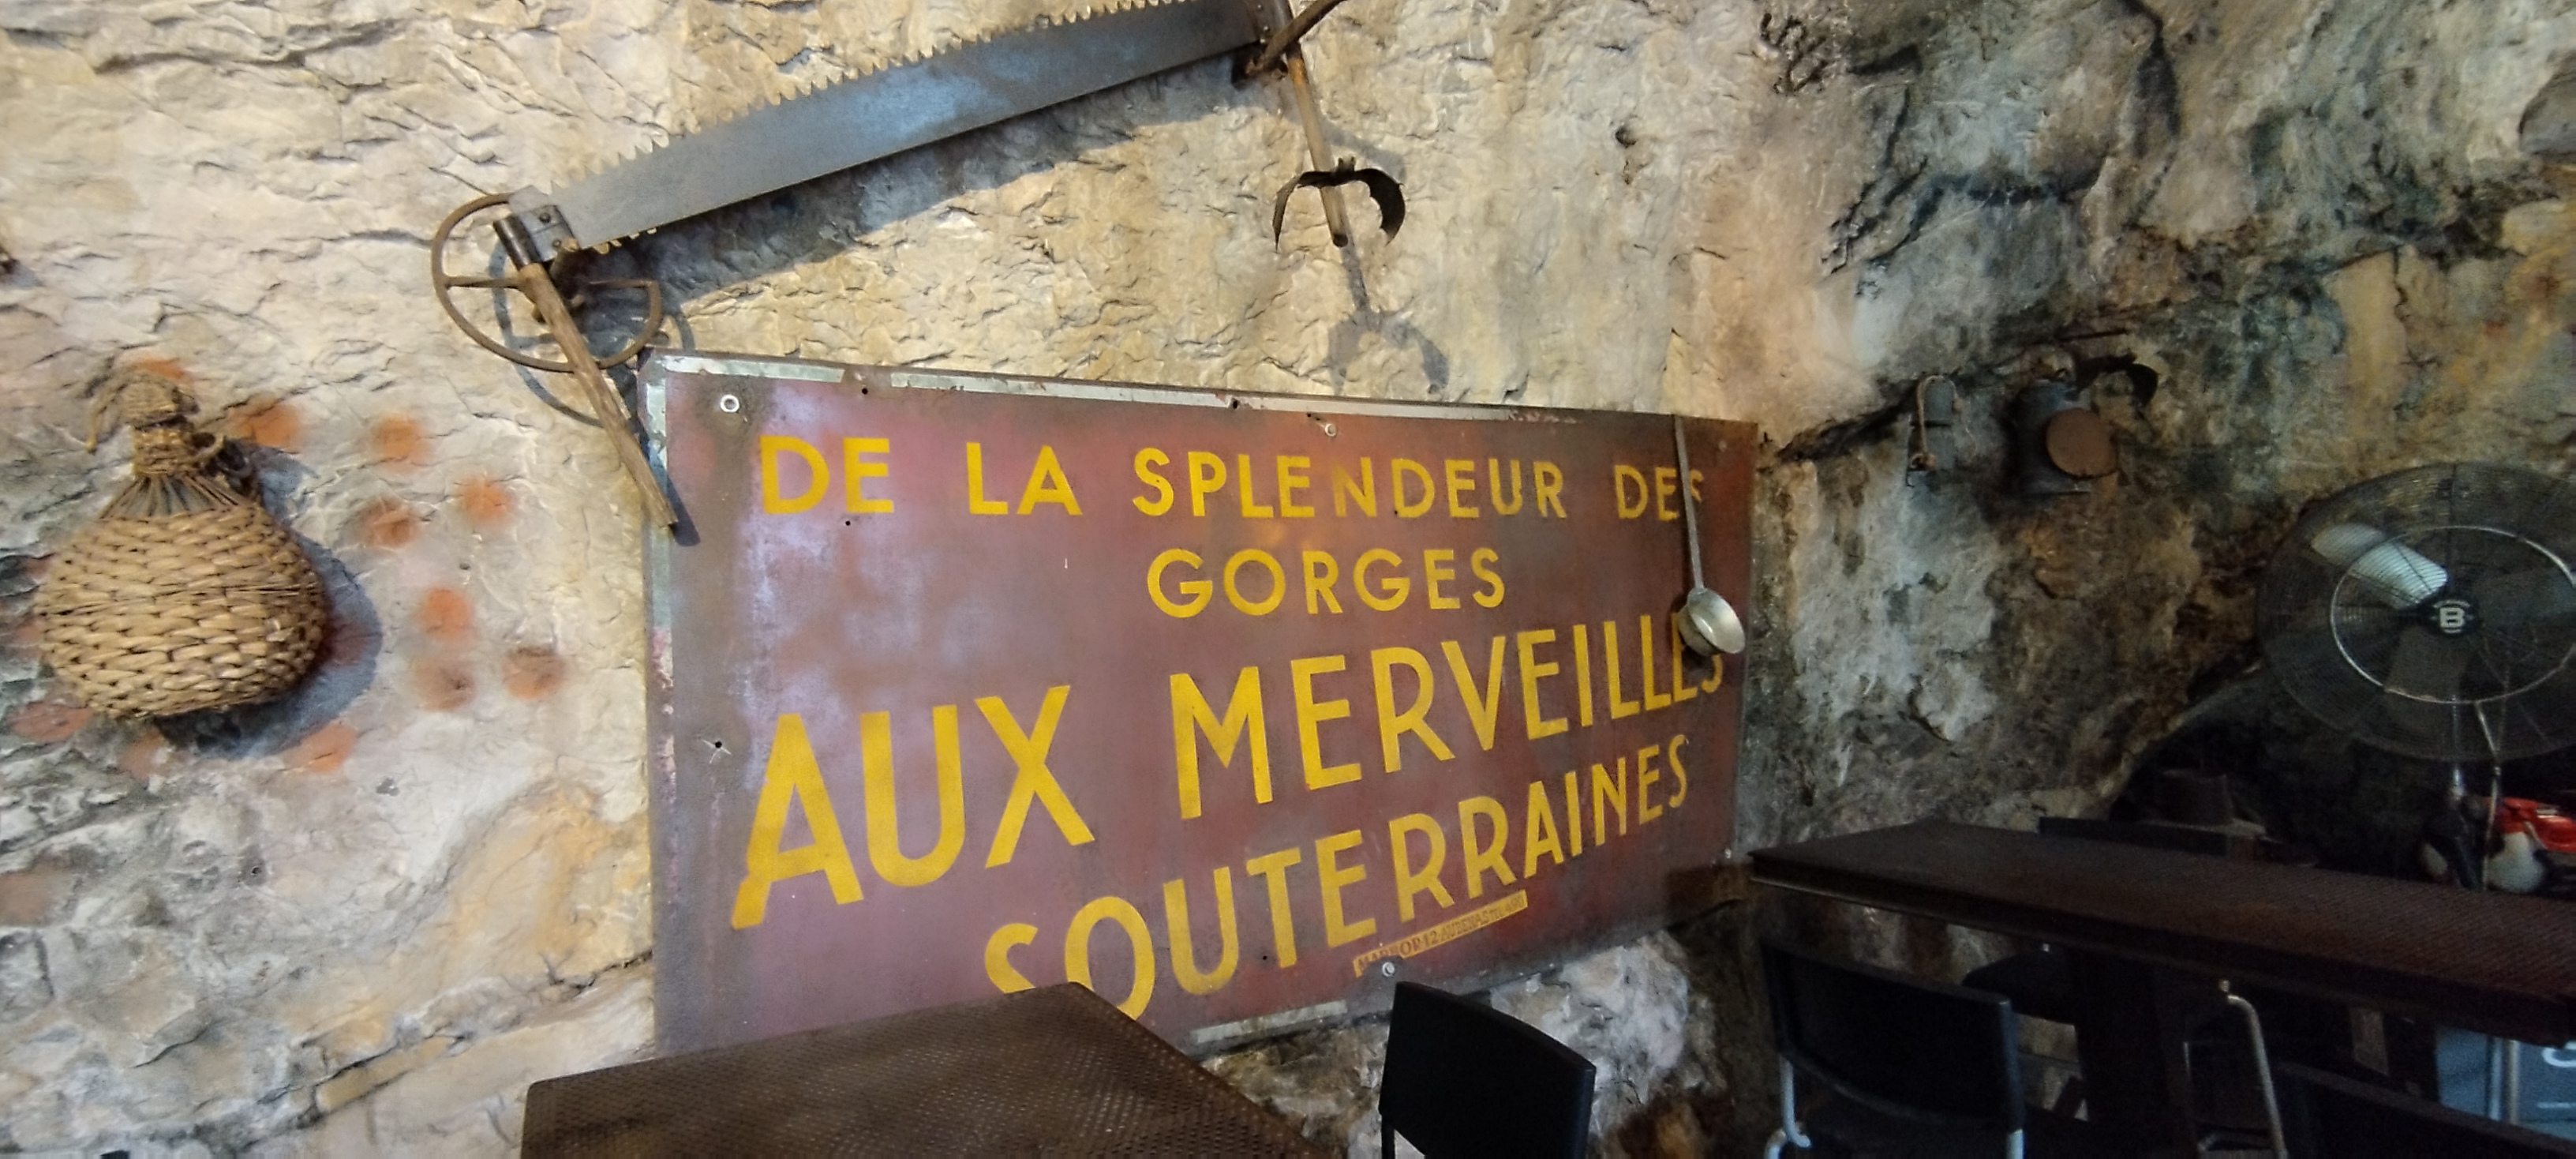 DE LA SPLENDEUR DES
GORGES
AUX MERVEILLES
SOUTERRAINES
B